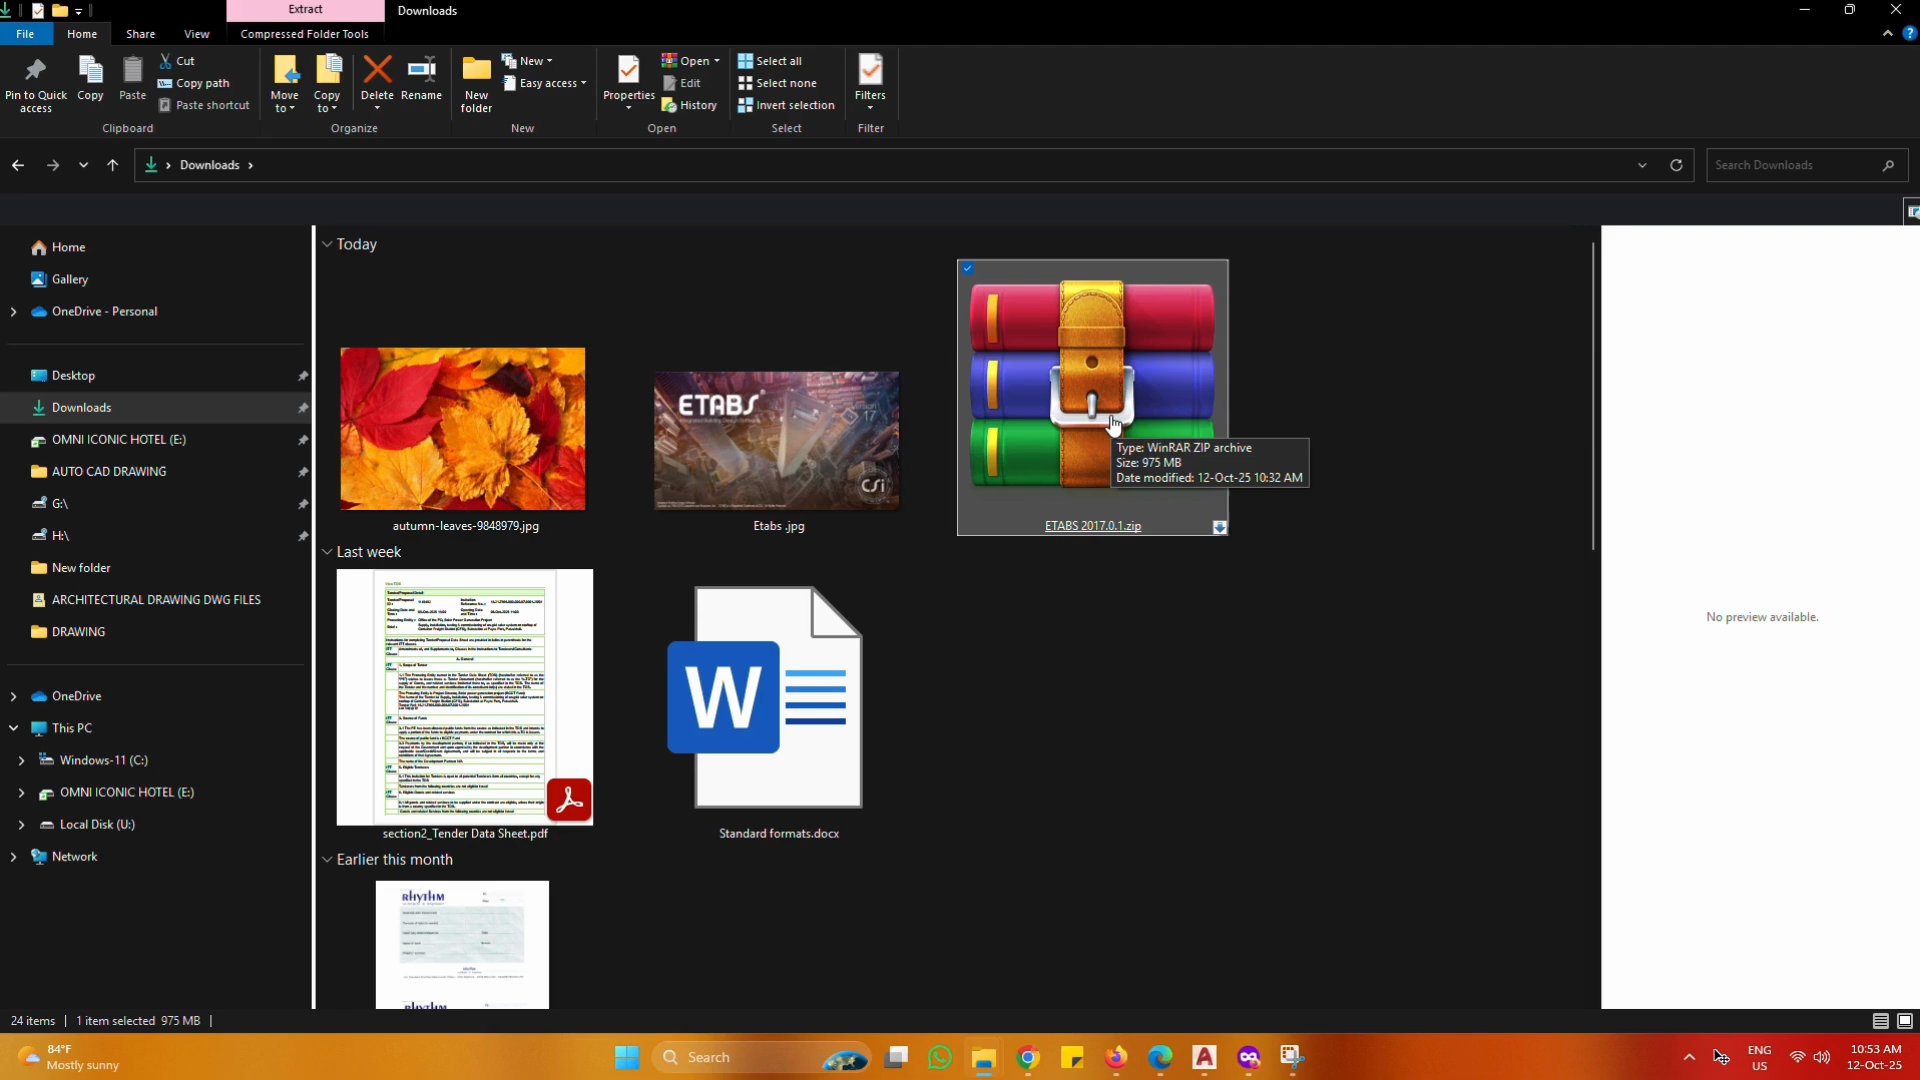 Extract
Downloads
File
Home
Share
View
Compressed Folder Tools
Pin to Quick access
Copy
Paste
Cut
Copy path
Paste shortcut
Clipboard
Move to
Copy to
Delete
Rename
Organize
New folder
New
Easy access
New
Properties
Open
Edit
History
Open
Select all
Select none
Invert selection
Select
Filters
Filter
Downloads
Search Downloads
Home
Gallery
OneDrive - Personal
Desktop
Downloads
OMNI ICONIC HOTEL (E:)
AUTO CAD DRAWING
G:\
H:\
New folder
ARCHITECTURAL DRAWING DWG FILES
DRAWING
OneDrive
This PC
Windows-11 (C:)
OMNI ICONIC HOTEL (E:)
Local Disk (U:)
Network
Today
autumn-leaves-9848979.jpg
ETABS
17
CSi
Etabs .jpg
Type: WinRAR ZIP archive
Size: 975 MB
Date modified: 12-Oct-25 10:32 AM
ETABS 2017.0.1.zip
Last week
section2_Tender Data Sheet.pdf
W
Standard formats.docx
Earlier this month
RHYTHM
No preview available.
24 items
1 item selected 975 MB
84°F
Mostly sunny
Search
ENG
US
10:53 AM
12-Oct-25